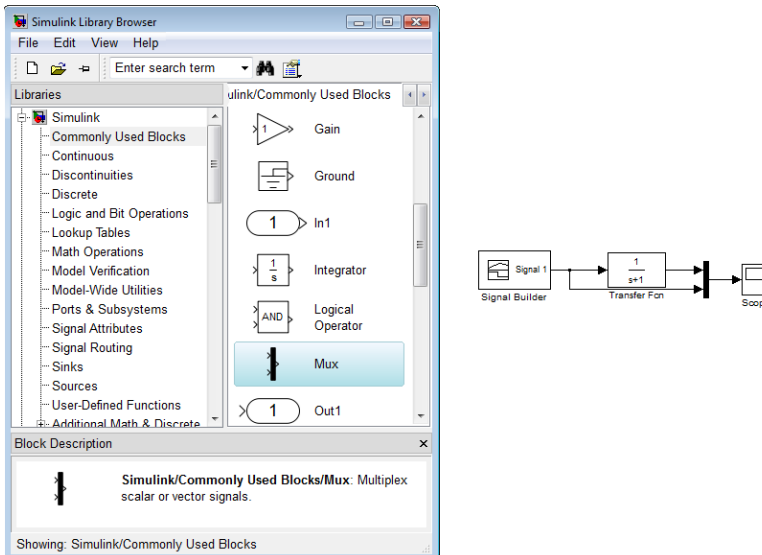 Simulink Library Browser
File Edit View Help
Enter search term
Libraries
ulink/Commonly Used Blocks
Simulink
Commonly Used Blocks
Continuous
Discontinuities
Discrete
Logic and Bit Operations
Lookup Tables
Math Operations
Model Verification
Model-Wide Utilities
Ports & Subsystems
Signal Attributes
Signal Routing
Sinks
Sources
User-Defined Functions
Additional Math & Discrete
1
Gain
Ground
1
In1
1
s
Integrator
AND
Logical
Operator
Mux
1
Out1
Block Description
Simulink/Commonly Used Blocks/Mux: Multiplex
scalar or vector signals.
Showing: Simulink/Commonly Used Blocks
Signal 1
Signal Builder
1
s+1
Transfer Fcn
Scop